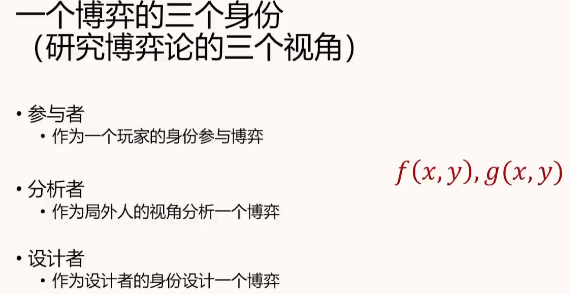 一个博弈的三个身份
（研究博弈论的三个视角）
• 参与者
• 作为一个玩家的身份参与博弈
f(x, y), g(x, y)
• 分析者
• 作为局外人的视角分析一个博弈
• 设计者
• 作为设计者的身份设计一个博弈